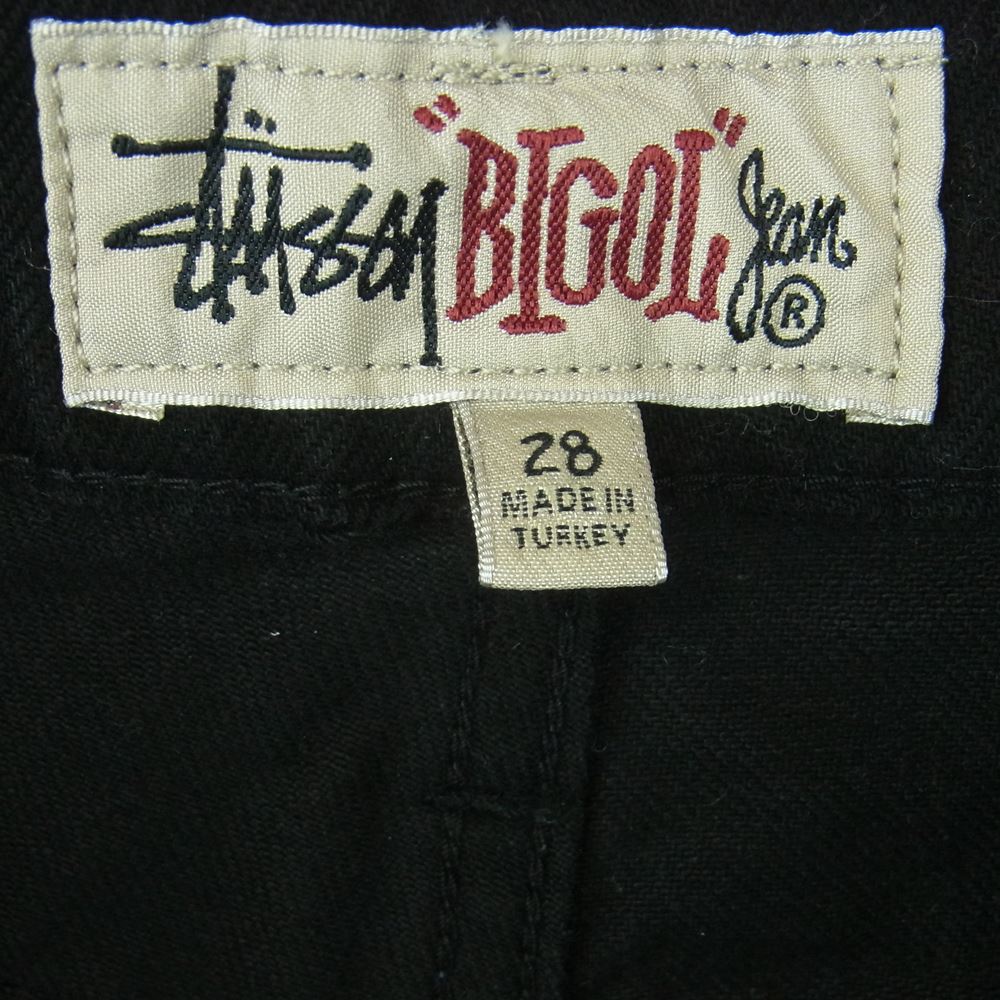 STÜSSY "BIGOL" Jean ®
28
MADE IN
TURKEY